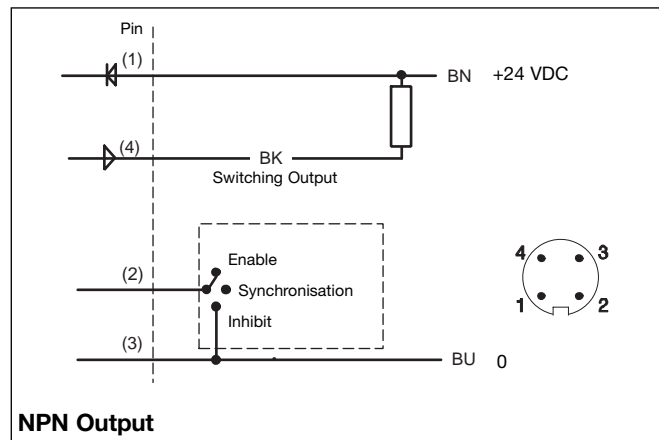 Pin
(1)
BN +24 VDC
(4)
BK
Switching Output
Enable
(2)
Synchronisation
Inhibit
(3)
BU 0
4 3
1 2
NPN Output